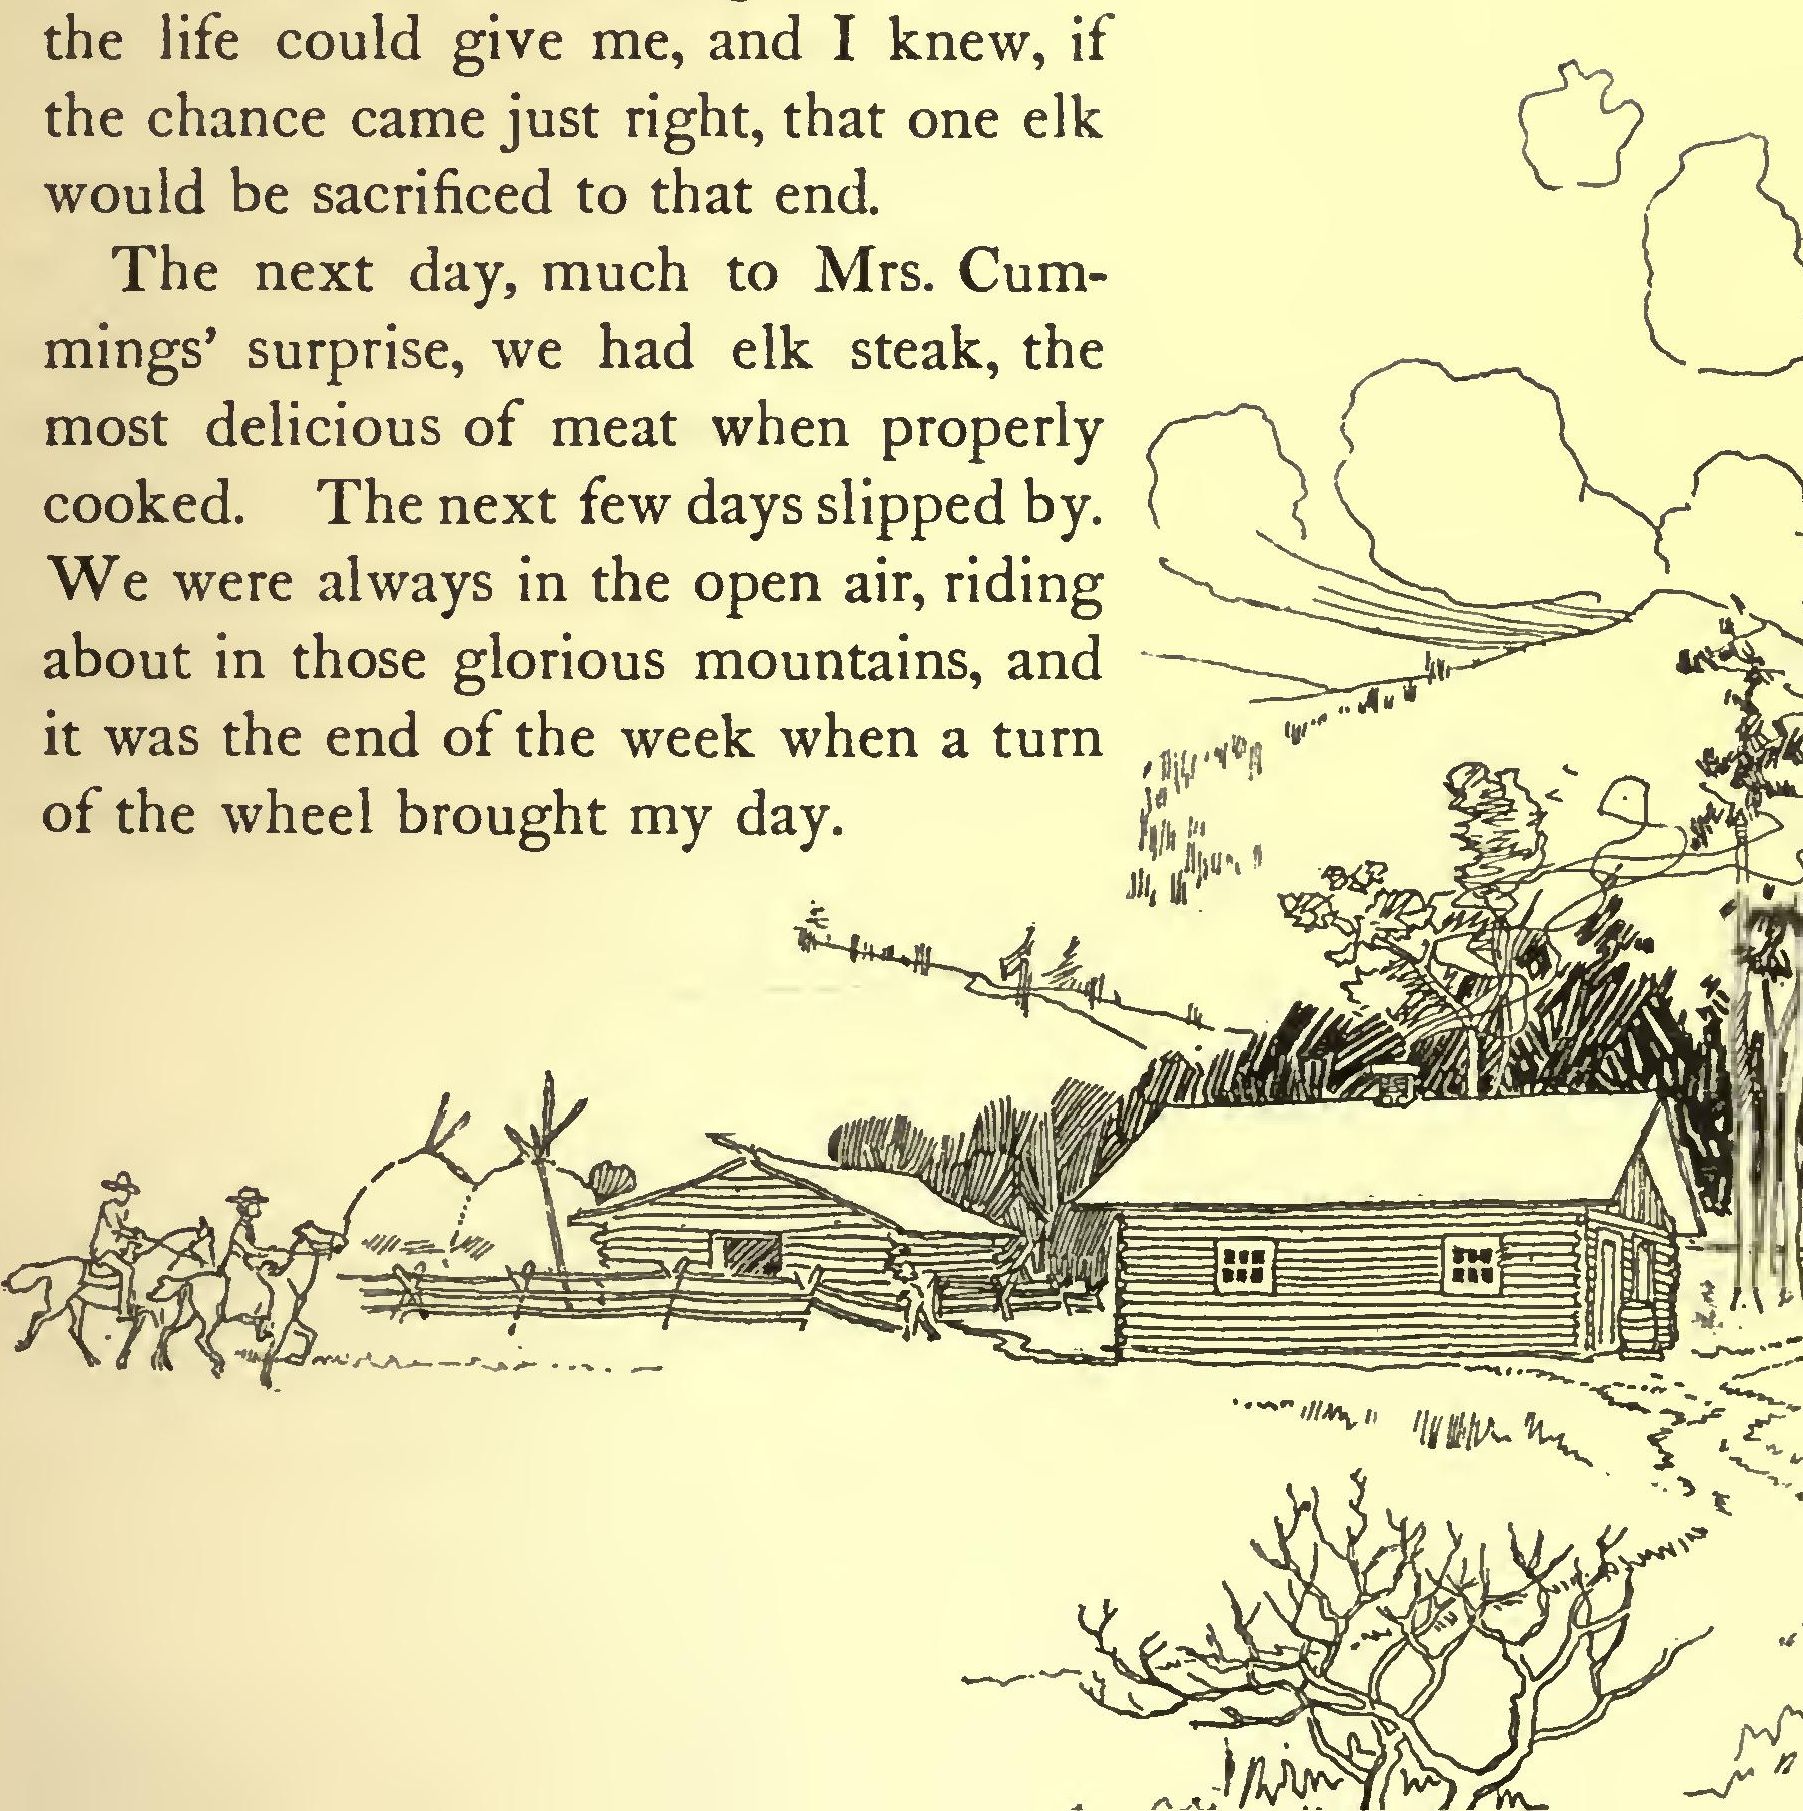 the life could give me, and I knew, if
the chance came just right, that one elk
would be sacrificed to that end.
The next day, much to Mrs. Cum-
mings' surprise, we had elk steak, the
most delicious of meat when properly
cooked. The next few days slipped by.
We were always in the open air, riding
about in those glorious mountains, and
it was the end of the week when a turn
of the wheel brought my day.